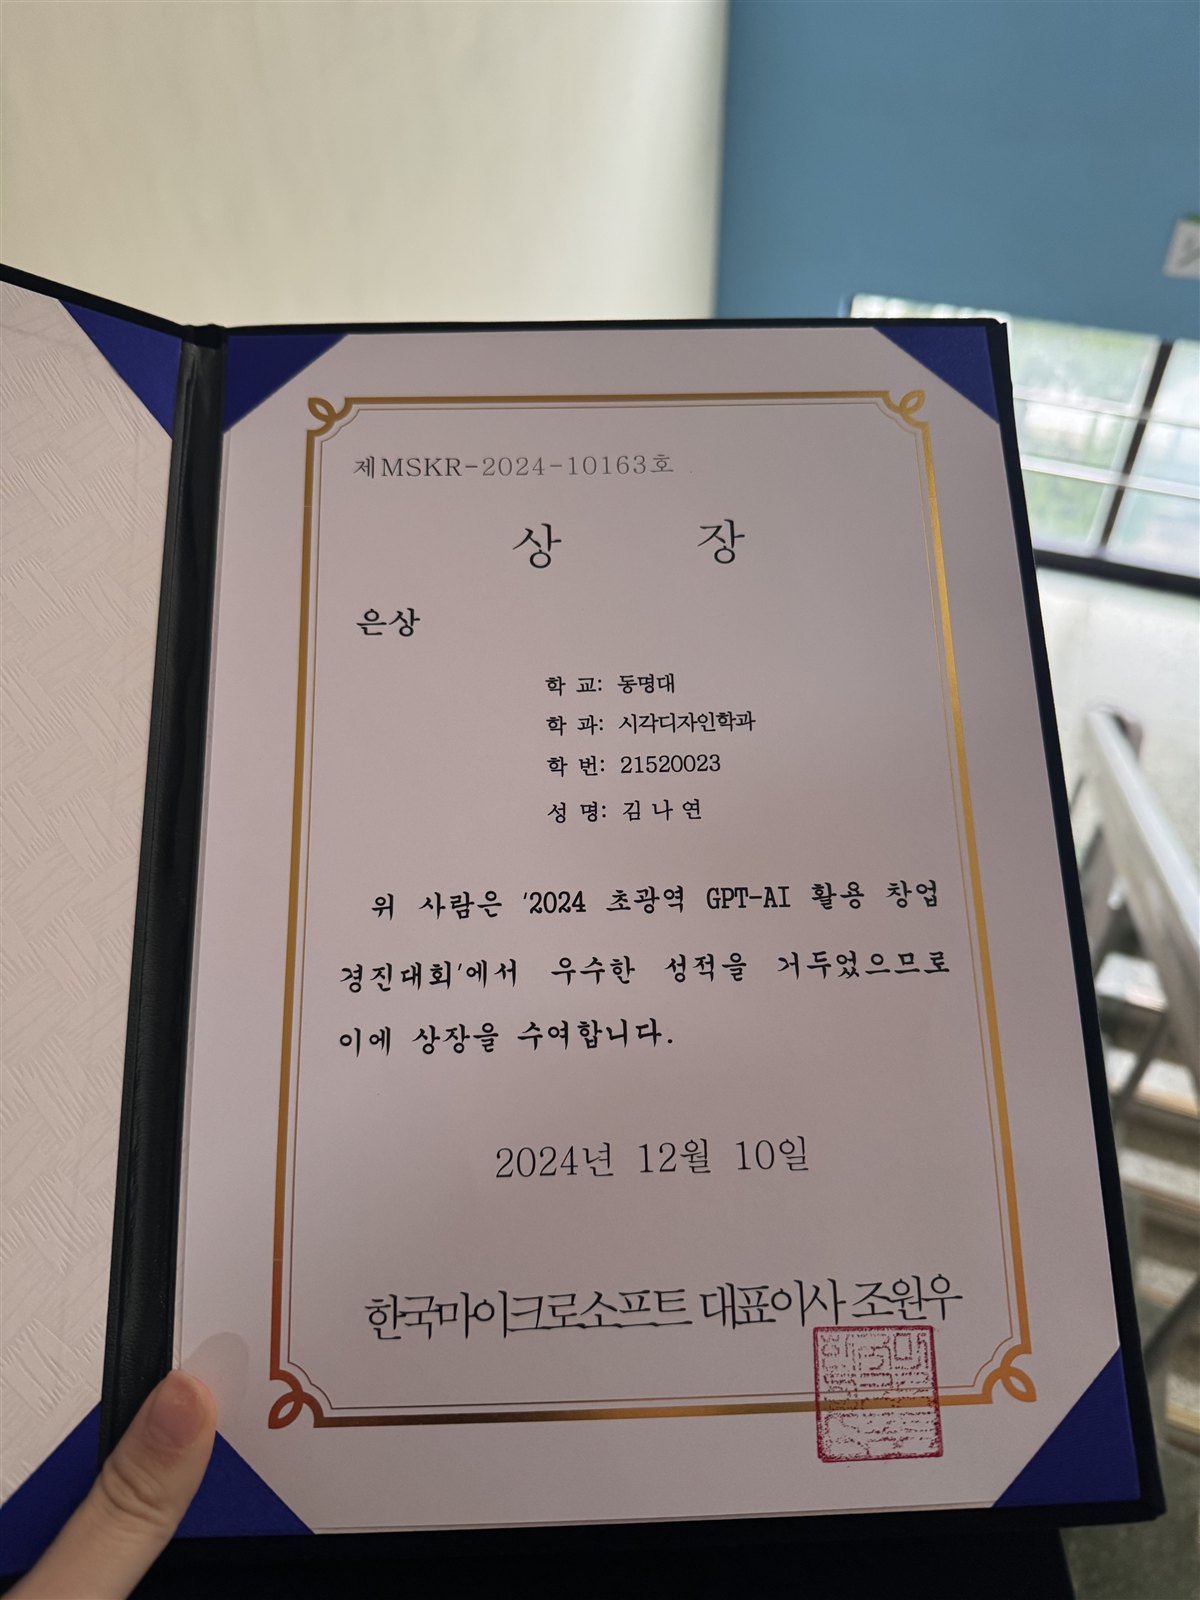 제MSKR-2024-10163호
상 장
은상
학 교: 동명대
학 과: 시각디자인학과
학 번: 21520023
성 명: 김 나 연
위 사람은 '2024 초광역 GPT-AI 활용 창업
경진대회'에서 우수한 성적을 거두었으므로
이에 상장을 수여합니다.
2024년 12월 10일
한국마이크로소프트 대표이사 조원우